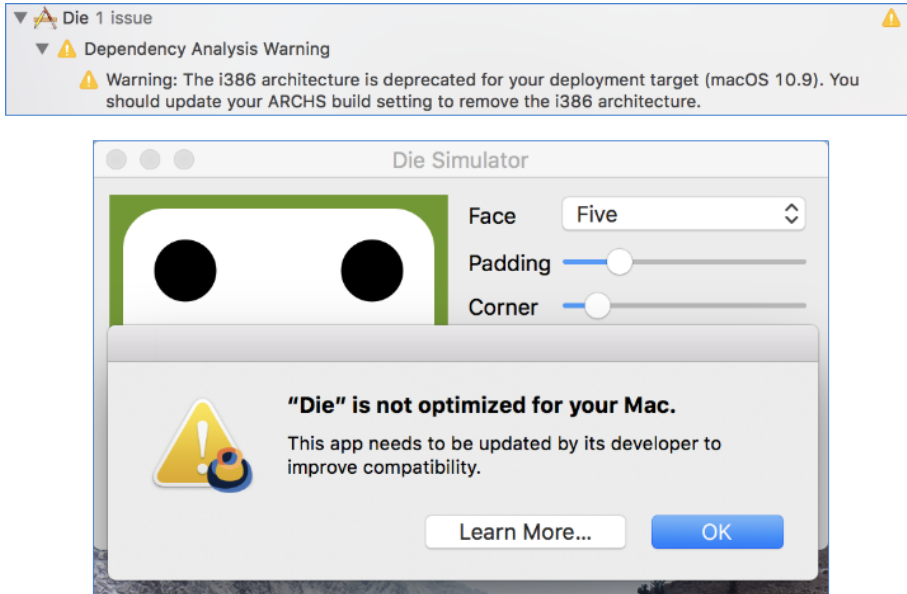 Die 1 issue
Dependency Analysis Warning
Warning: The i386 architecture is deprecated for your deployment target (macOS 10.9). You
should update your ARCHS build setting to remove the i386 architecture.
Die Simulator
Face Five
Padding
Corner
“Die” is not optimized for your Mac.
This app needs to be updated by its developer to
improve compatibility.
Learn More... OK